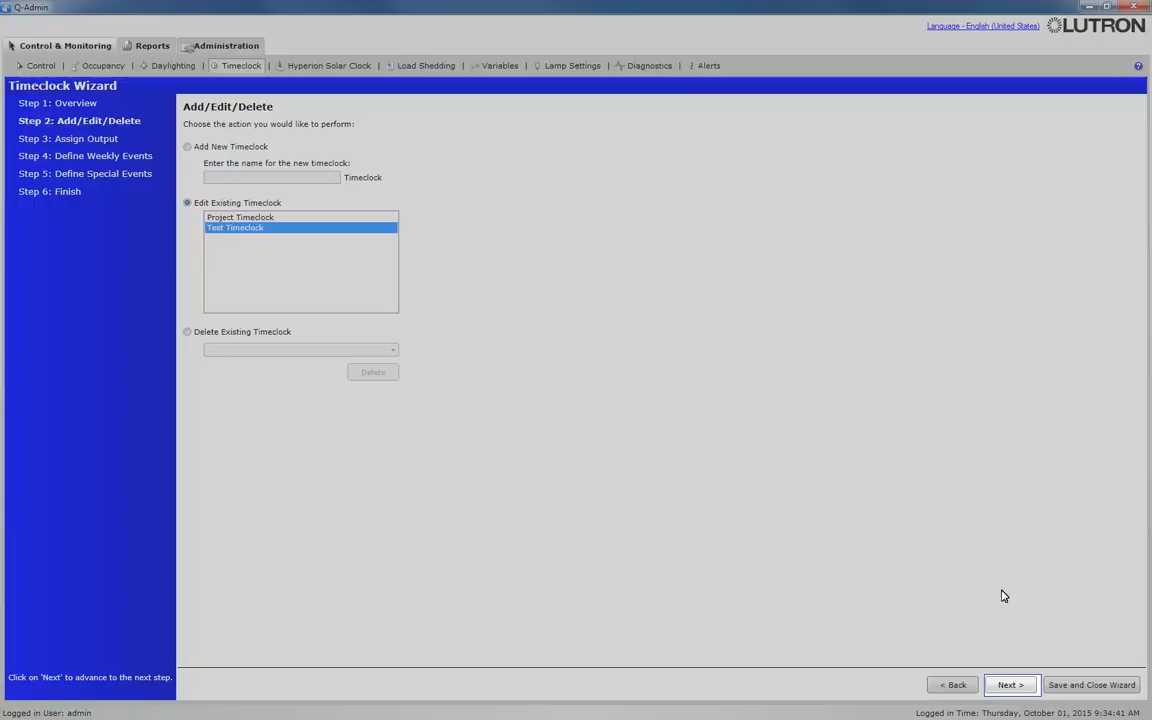 Q-Admin
Language - English (United States) LUTRON
Control & Monitoring Reports Administration
Control | Occupancy | Daylighting | Timeclock | Hyperion Solar Clock | Load Shedding | Variables | Lamp Settings | Diagnostics | Alerts ?
Timeclock Wizard
Step 1: Overview
Step 2: Add/Edit/Delete
Step 3: Assign Output
Step 4: Define Weekly Events
Step 5: Define Special Events
Step 6: Finish
Click on 'Next' to advance to the next step.
Add/Edit/Delete
Choose the action you would like to perform:
Add New Timeclock
Enter the name for the new timeclock:
Timeclock
Edit Existing Timeclock
Project Timeclock
Test Timeclock
Delete Existing Timeclock
Delete
< Back Next > Save and Close Wizard
Logged in User: admin Logged in Time: Thursday, October 01, 2015 9:34:41 AM